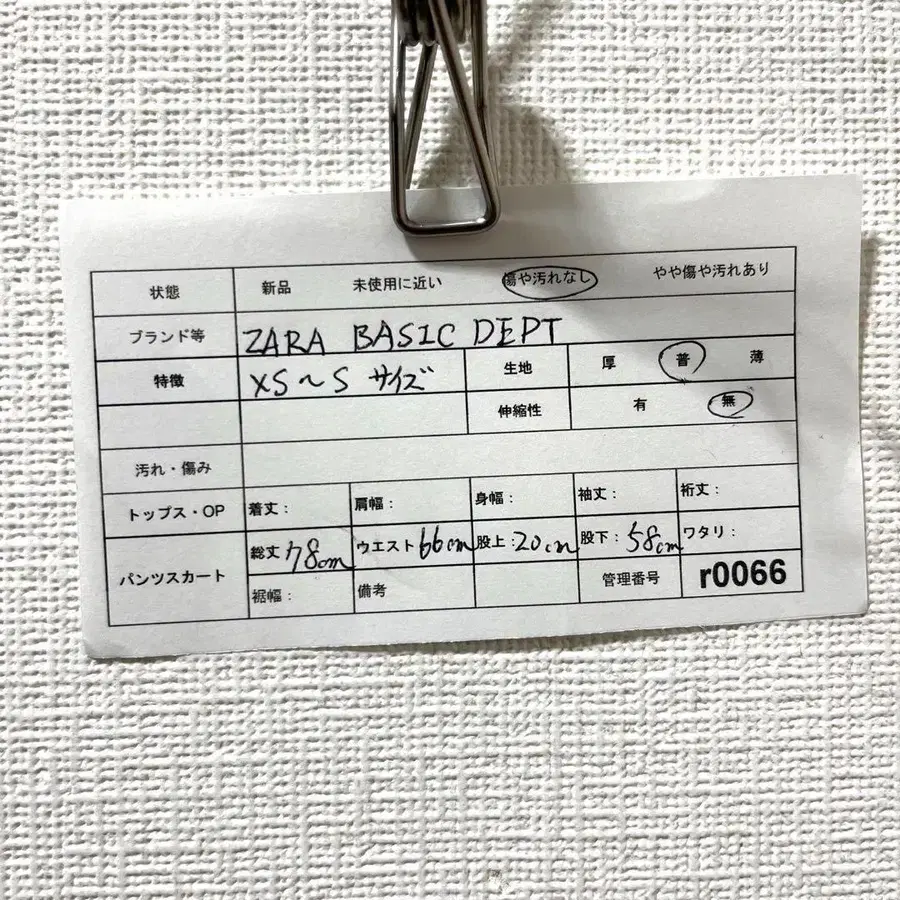 状態 新品 未使用に近い 傷や汚れなし やや傷や汚れあり
ブランド等 ZARA BASIC DEPT
特徴 XS～S サイズ 生地 厚 普 薄
伸縮性 有 無
汚れ・傷み
トップス・OP 着丈： 肩幅： 身幅： 袖丈： 裄丈：
パンツスカート 総丈 78cm ウエスト 66cm 股上：20cm 股下：58cm ワタリ：
裾幅： 備考 管理番号 r0066